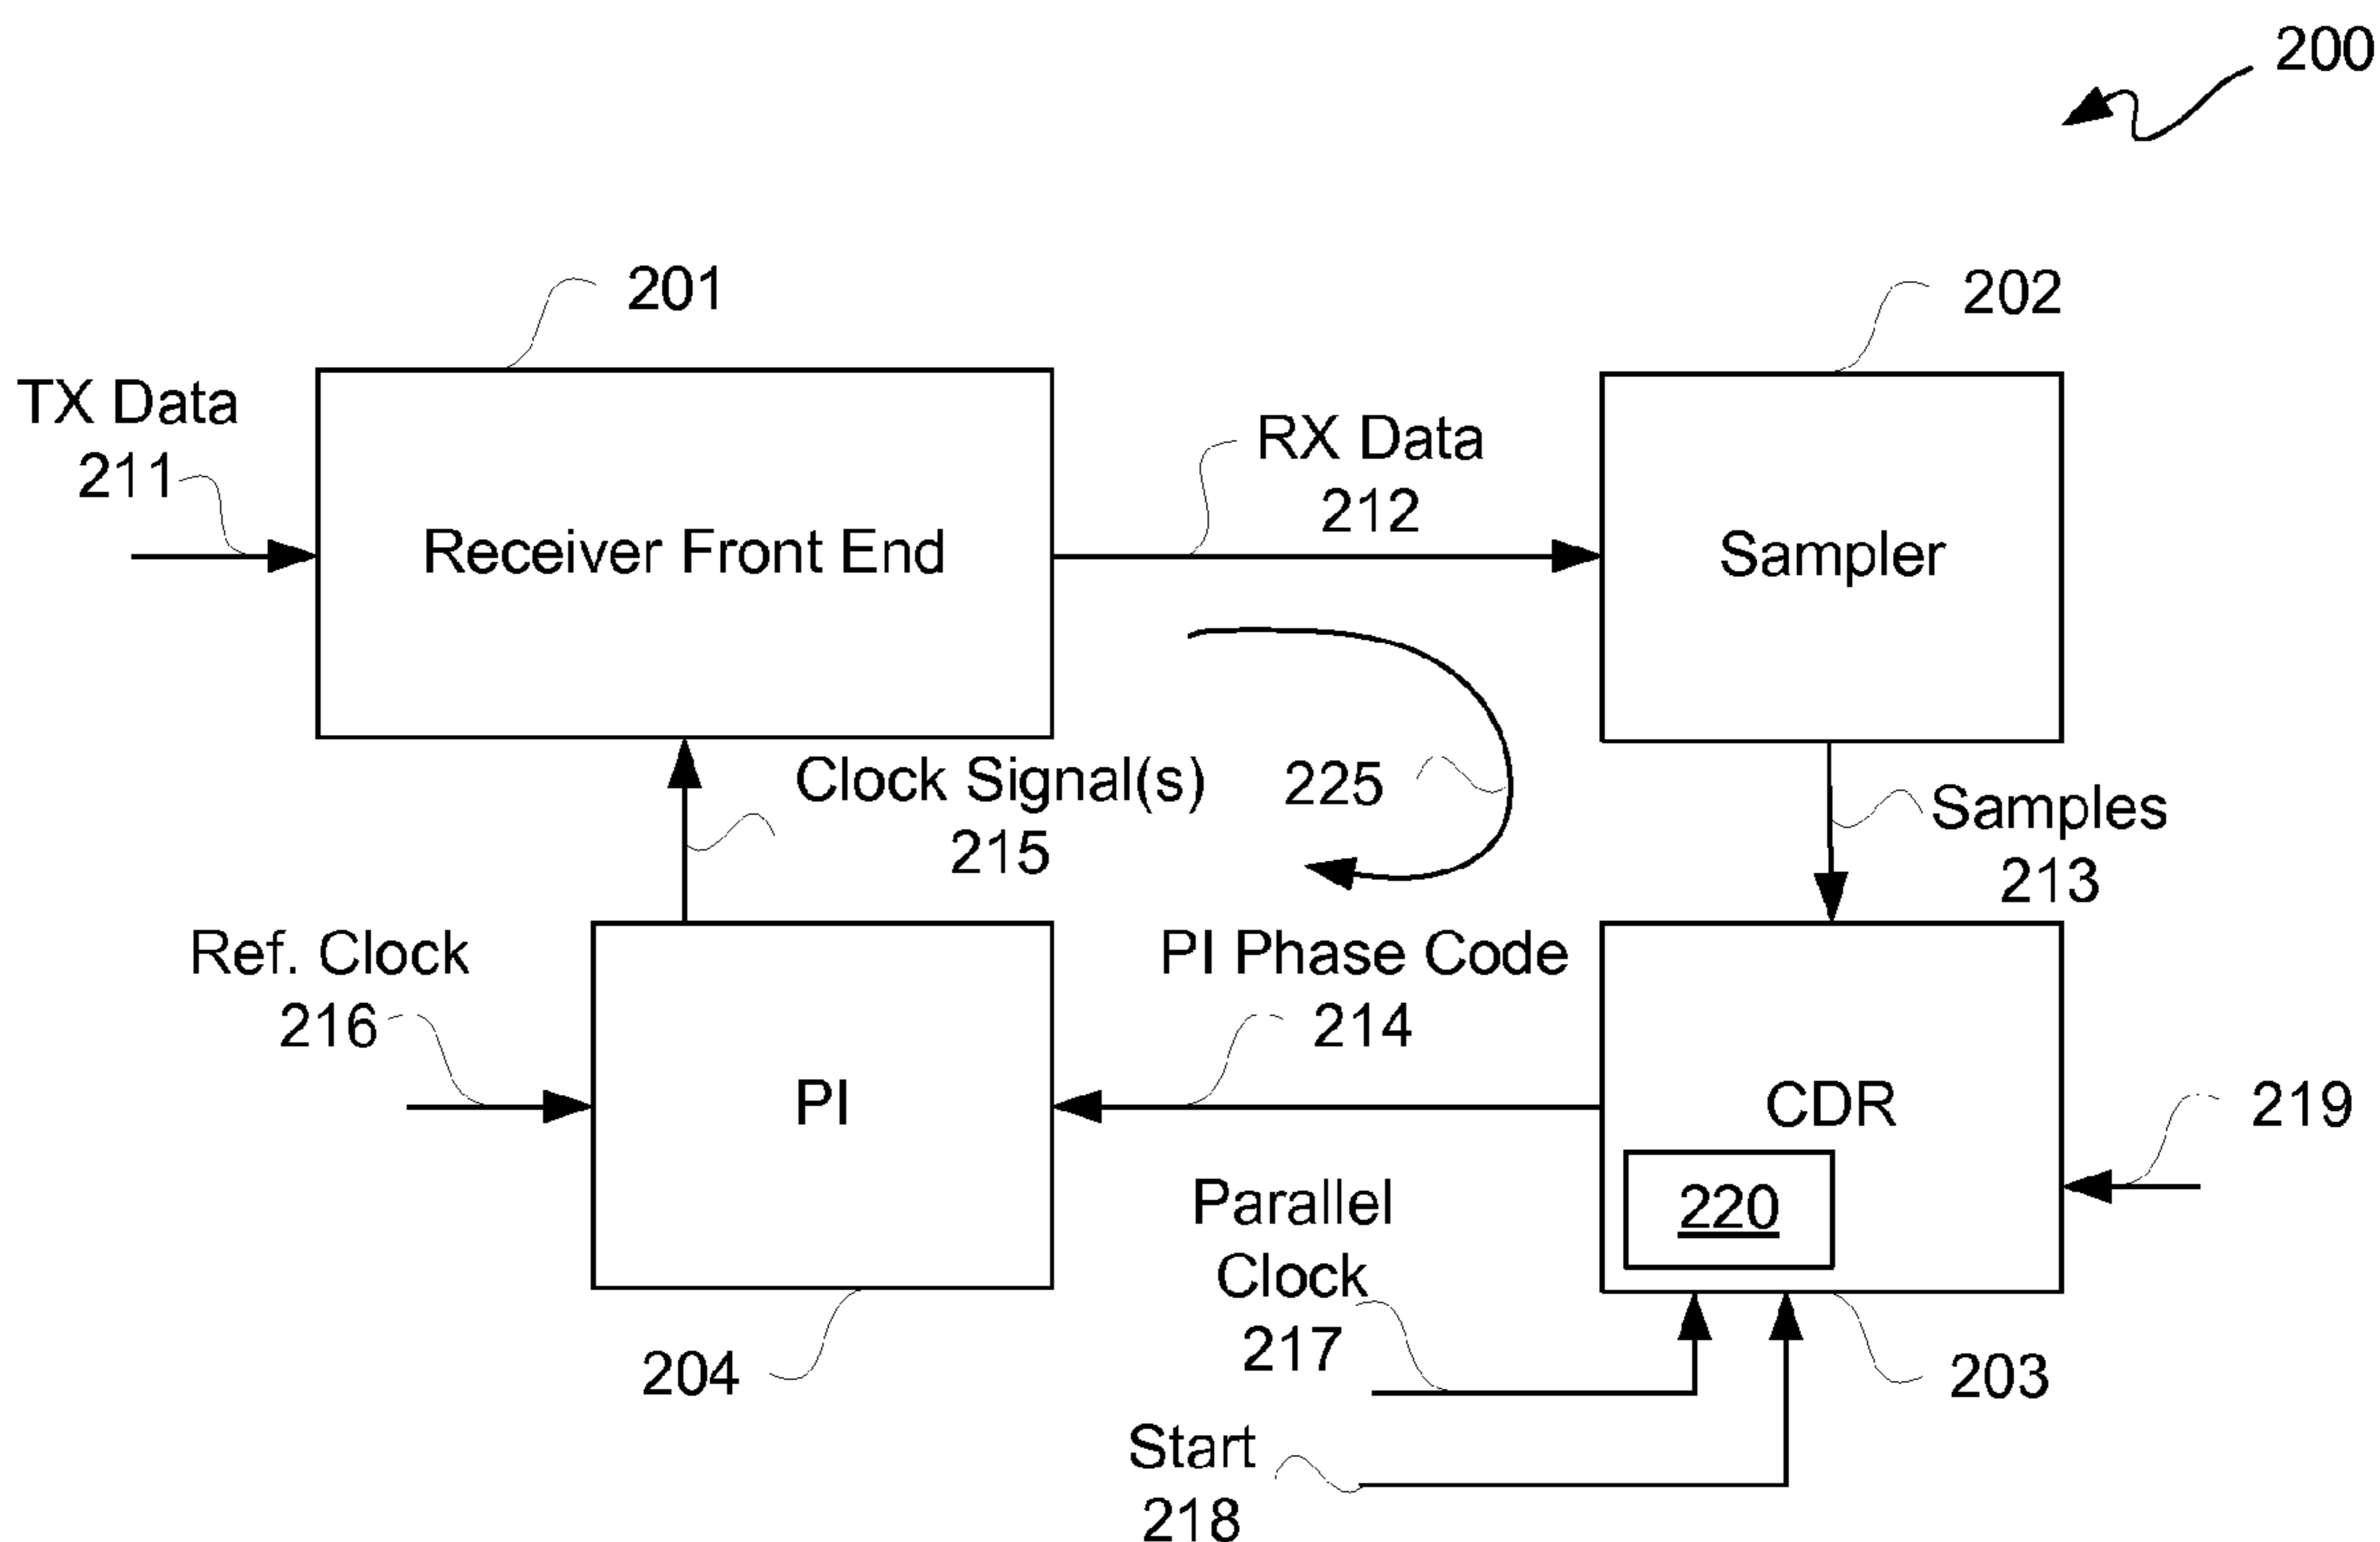 200
201
202
TX Data
211
RX Data
212
Receiver Front End
Sampler
Clock Signal(s)
215
225
Samples
213
Ref. Clock
216
PI Phase Code
214
PI
CDR
219
220
Parallel
Clock
217
204
203
Start
218